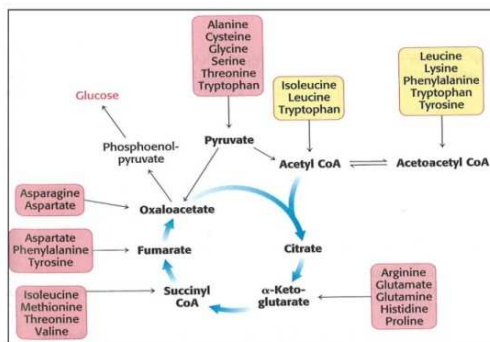 Alanine
Cysteine
Glycine
Serine
Threonine
Tryptophan
Leucine
Lysine
Phenylalanine
Tryptophan
Tyrosine
Isoleucine
Leucine
Tryptophan
Glucose
Phosphoenol-
pyruvate
Pyruvate
Acetyl CoA
Acetoacetyl CoA
Asparagine
Aspartate
Oxaloacetate
Aspartate
Phenylalanine
Tyrosine
Fumarate
Citrate
Isoleucine
Methionine
Threonine
Valine
Succinyl
CoA
α-Keto-
glutarate
Arginine
Glutamate
Glutamine
Histidine
Proline